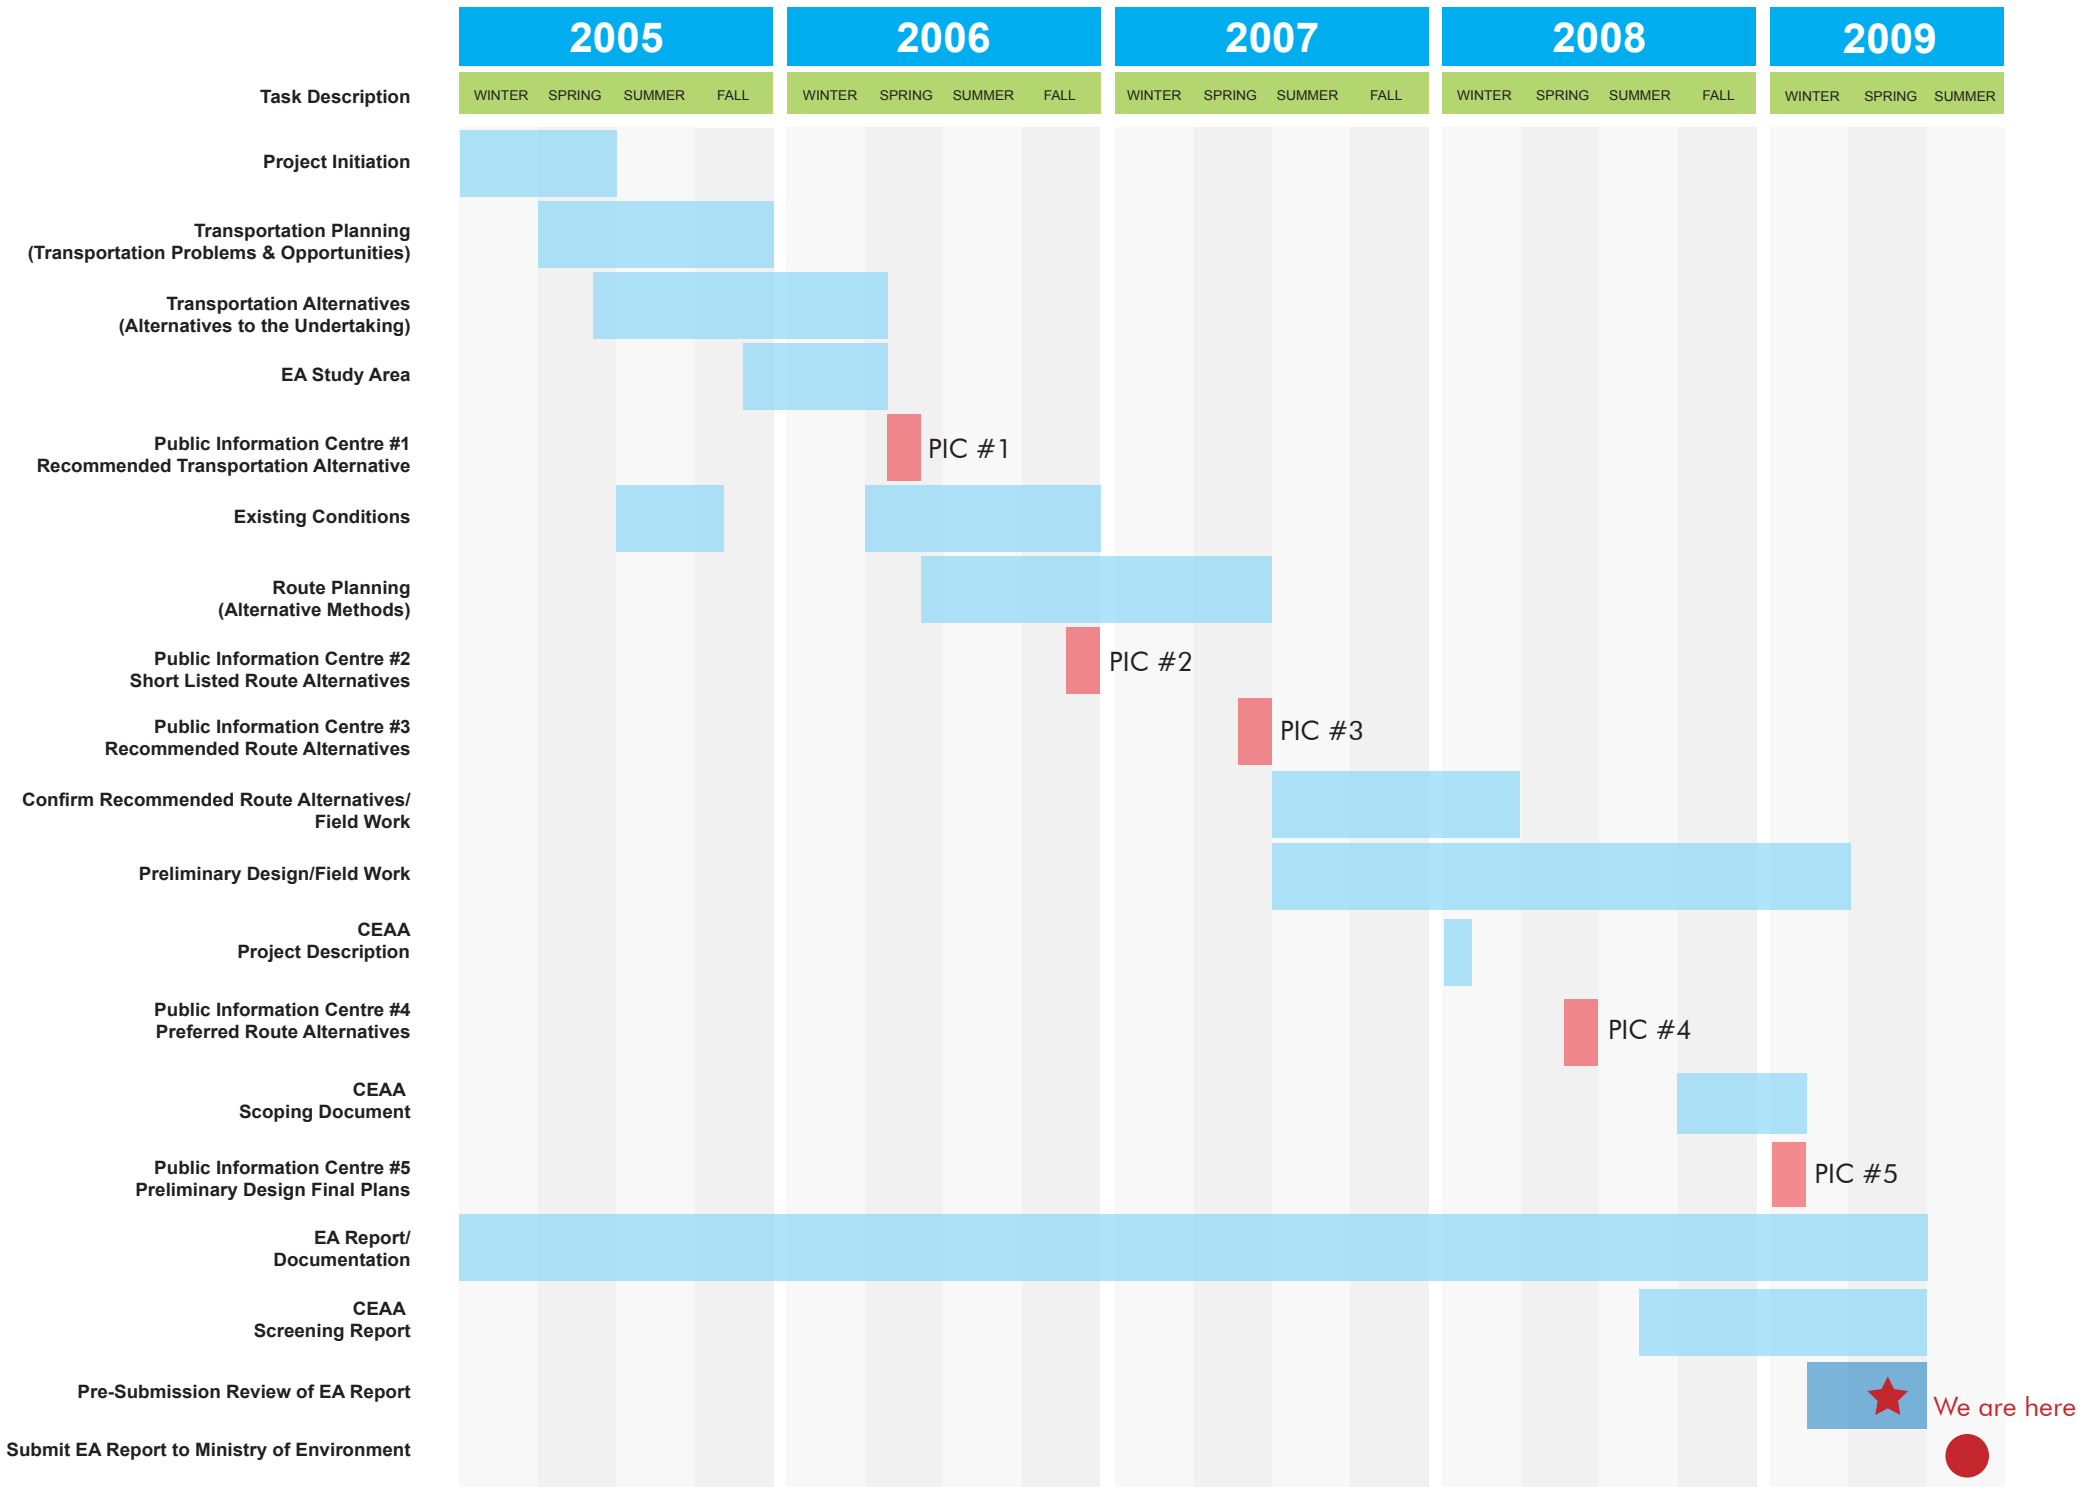 2005 2006 2007 2008 2009
Task Description WINTER SPRING SUMMER FALL WINTER SPRING SUMMER FALL WINTER SPRING SUMMER FALL WINTER SPRING SUMMER FALL WINTER SPRING SUMMER
Project Initiation
Transportation Planning
(Transportation Problems & Opportunities)
Transportation Alternatives
(Alternatives to the Undertaking)
EA Study Area
Public Information Centre #1
Recommended Transportation Alternative
PIC #1
Existing Conditions
Route Planning
(Alternative Methods)
Public Information Centre #2
Short Listed Route Alternatives
PIC #2
Public Information Centre #3
Recommended Route Alternatives
PIC #3
Confirm Recommended Route Alternatives/
Field Work
Preliminary Design/Field Work
CEAA
Project Description
Public Information Centre #4
Preferred Route Alternatives
PIC #4
CEAA
Scoping Document
Public Information Centre #5
Preliminary Design Final Plans
PIC #5
EA Report/
Documentation
CEAA
Screening Report
Pre-Submission Review of EA Report
We are here
Submit EA Report to Ministry of Environment